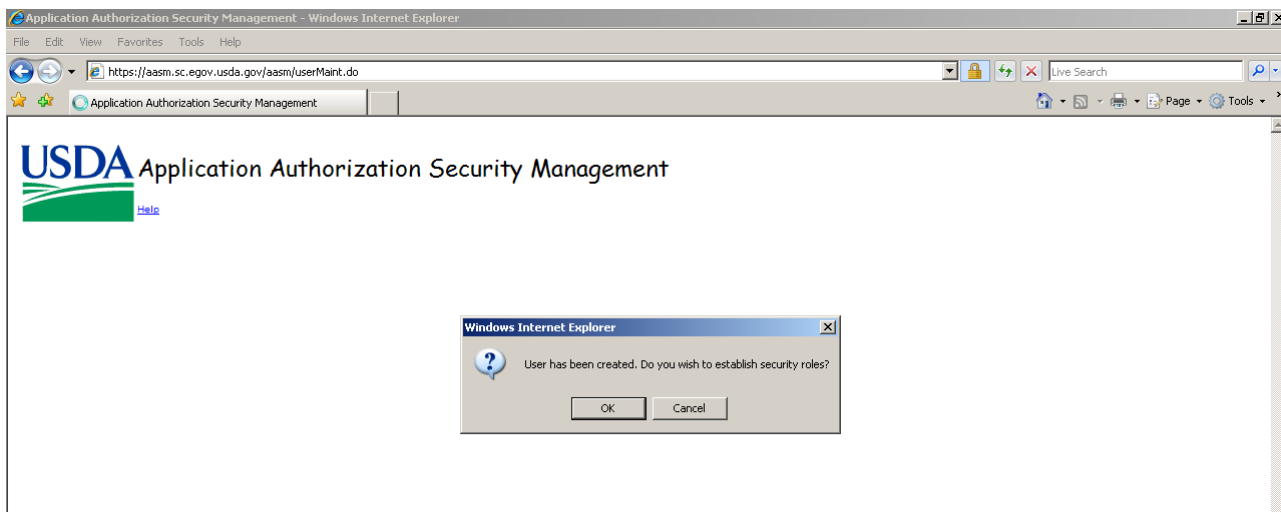 Application Authorization Security Management - Windows Internet Explorer
File Edit View Favorites Tools Help
https://aasm.sc.egov.usda.gov/aasm/userMaint.do
Live Search
Application Authorization Security Management
Page Tools
USDA Application Authorization Security Management
Help
Windows Internet Explorer
User has been created. Do you wish to establish security roles?
OK Cancel